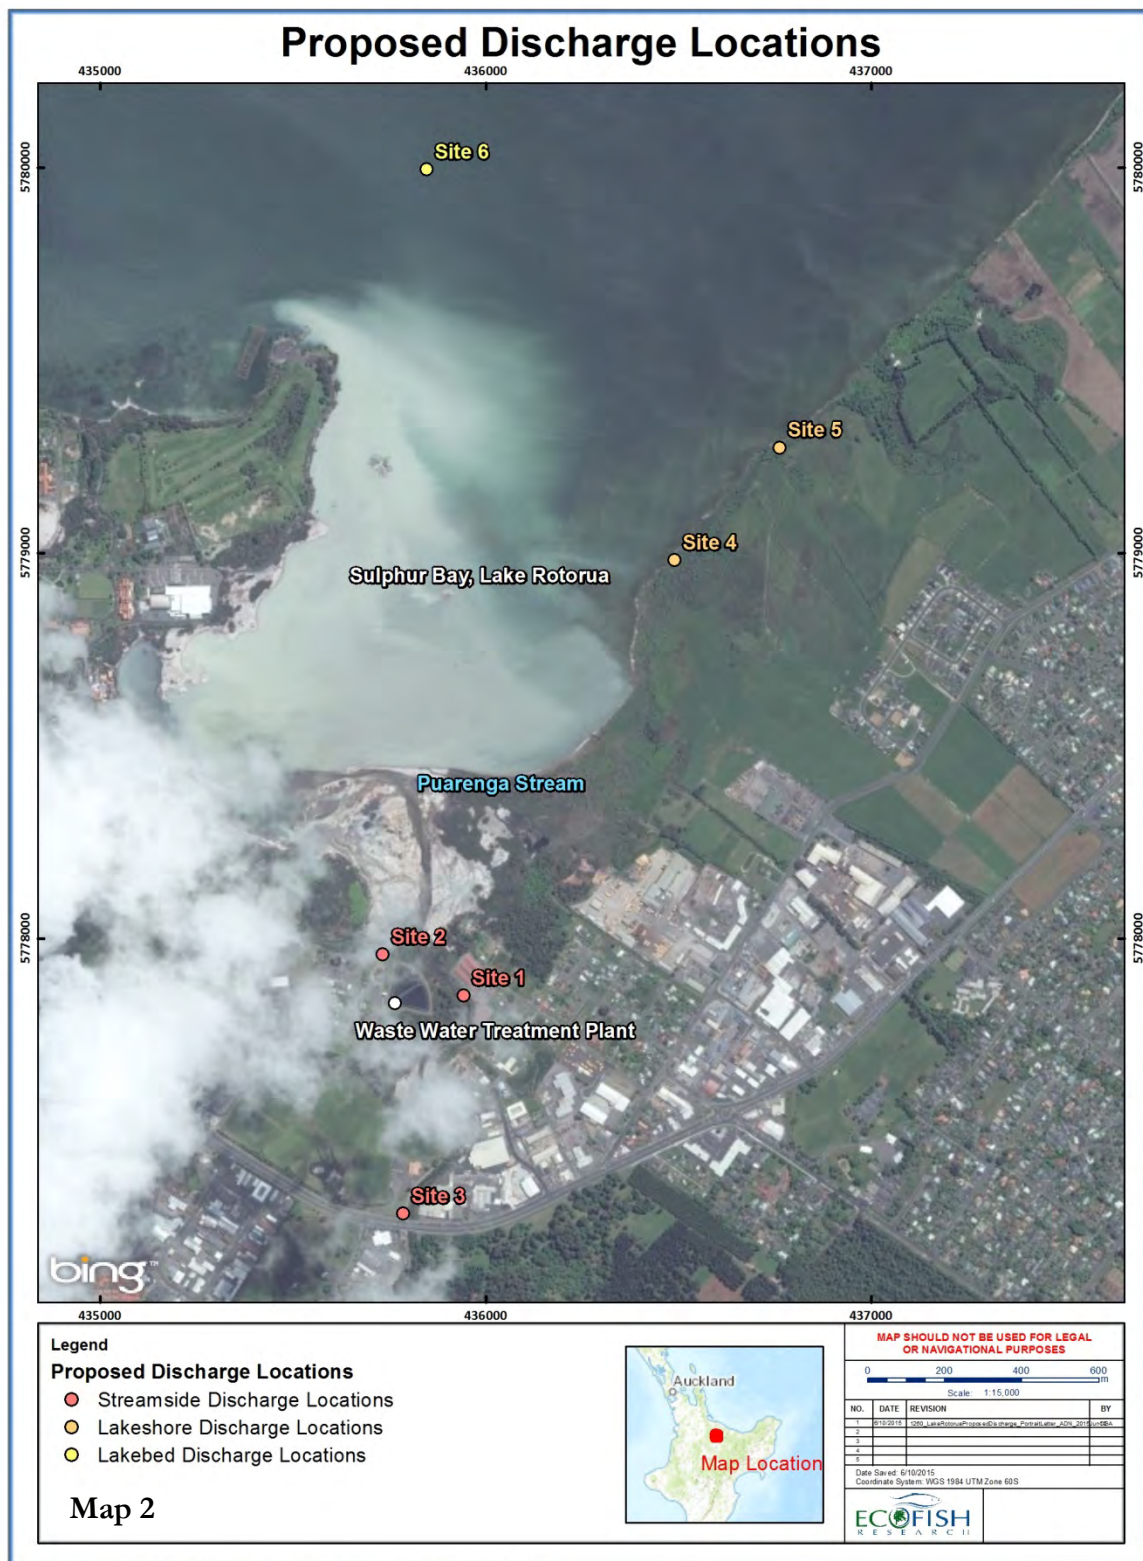 Proposed Discharge Locations
435000 436000 437000
5780000 5780000
Site 6
Site 5
Site 4
5779000 5779000
Sulphur Bay, Lake Rotorua
Puarenga Stream
5778000 5778000
Site 2
Site 1
Waste Water Treatment Plant
Site 3
bing™
435000 436000 437000
Legend
Proposed Discharge Locations
Streamside Discharge Locations
Lakeshore Discharge Locations
Lakebed Discharge Locations
Map 2
Auckland
Map Location
MAP SHOULD NOT BE USED FOR LEGAL
OR NAVIGATIONAL PURPOSES
0 200 400 600
m
Scale: 1:15,000
NO. DATE REVISION BY
1 6/10/2015
2
3
4
5
Date Saved: 6/10/2015
Coordinate System: WGS 1984 UTM Zone 60S
ECOFISH
RESEARCH